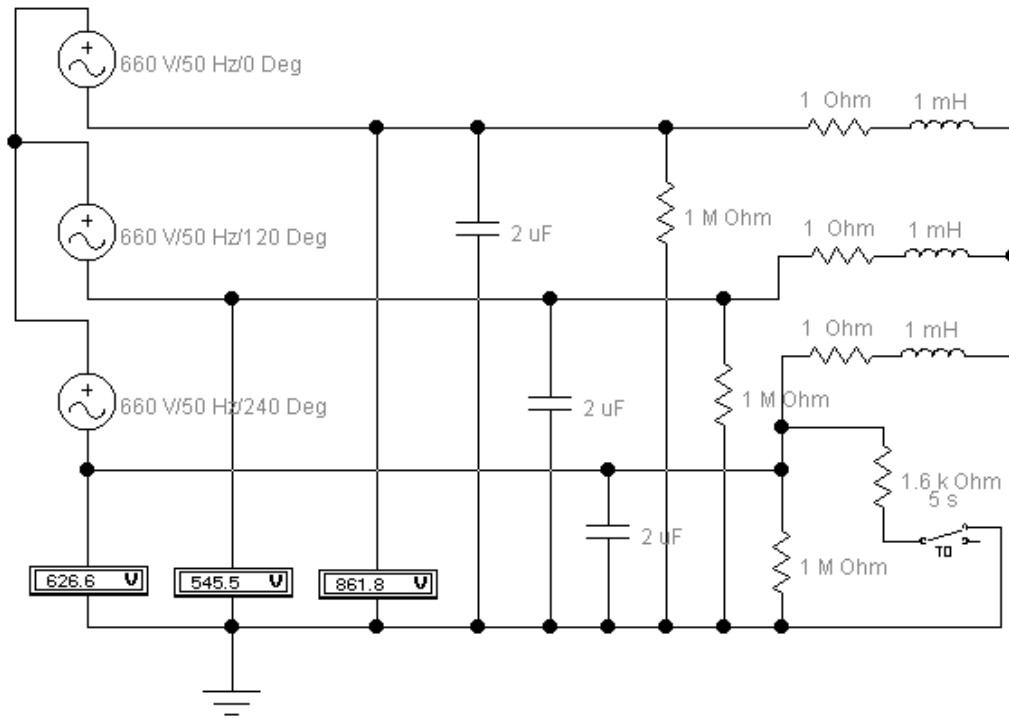 660 V/50 Hz/0 Deg
1 Ohm
1 mH
660 V/50 Hz/120 Deg
2 uF
1 M Ohm
1 Ohm
1 mH
1 Ohm
1 mH
660 V/50 Hz/240 Deg
2 uF
1 M Ohm
1.6 k Ohm
5 s
2 uF
TD
1 M Ohm
626.6 V
545.5 V
861.8 V